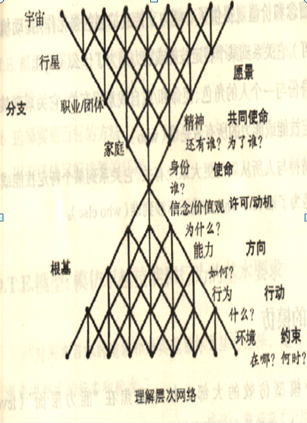 宇宙
行星
愿景
职业/团体
分支
精神 共同使命
家庭
还有谁? 为了谁?
身份 使命
谁?
信念/价值观 许可/动机
为什么?
根基
能力 方向
如何?
行为 行动
什么?
环境 约束
在哪? 何时?
理解层次网络